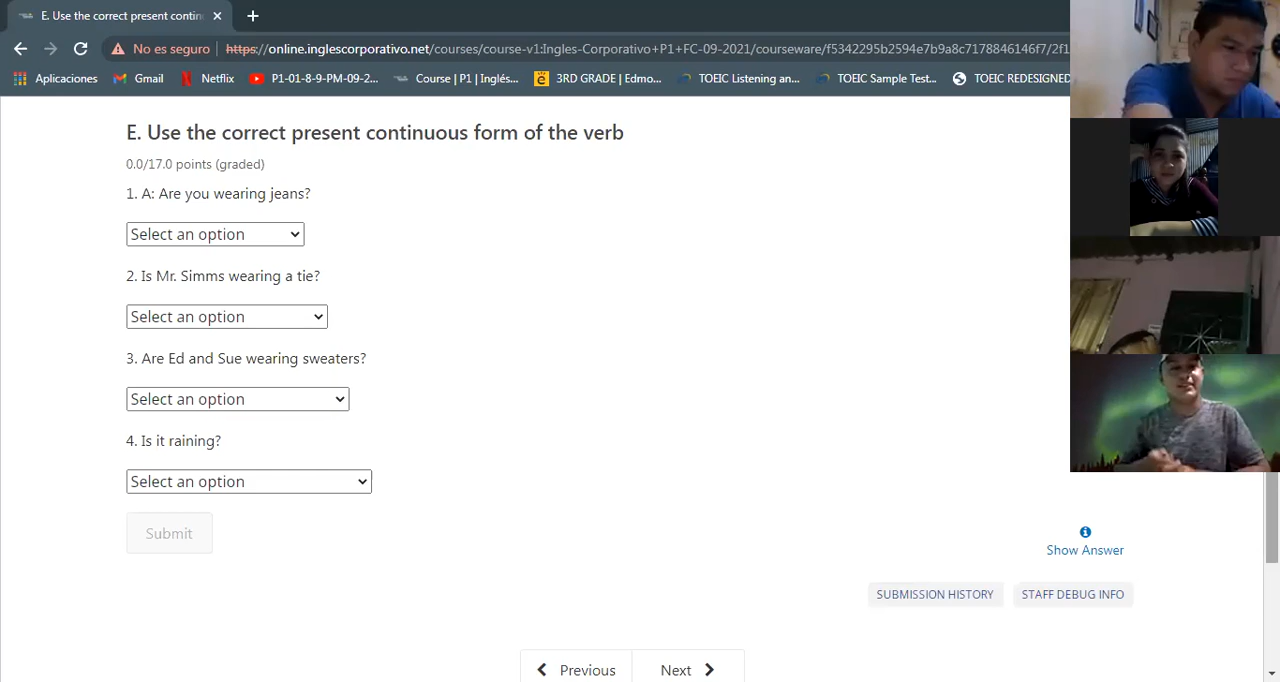 E. Use the correct present contin
No es seguro | https://online.inglescorporativo.net/courses/course-v1:Ingles-Corporativo+P1+FC-09-2021/courseware/f5342295b2594e7b9a8c7178846146f7/2f1
Aplicaciones Gmail Netflix P1-01-8-9-PM-09-2... Course | P1 | Inglés... 3RD GRADE | Edmo... TOEIC Listening an... TOEIC Sample Test... TOEIC REDESIGNED
E. Use the correct present continuous form of the verb
0.0/17.0 points (graded)
1. A: Are you wearing jeans?
Select an option
2. Is Mr. Simms wearing a tie?
Select an option
3. Are Ed and Sue wearing sweaters?
Select an option
4. Is it raining?
Select an option
Submit
Show Answer
SUBMISSION HISTORY STAFF DEBUG INFO
Previous Next